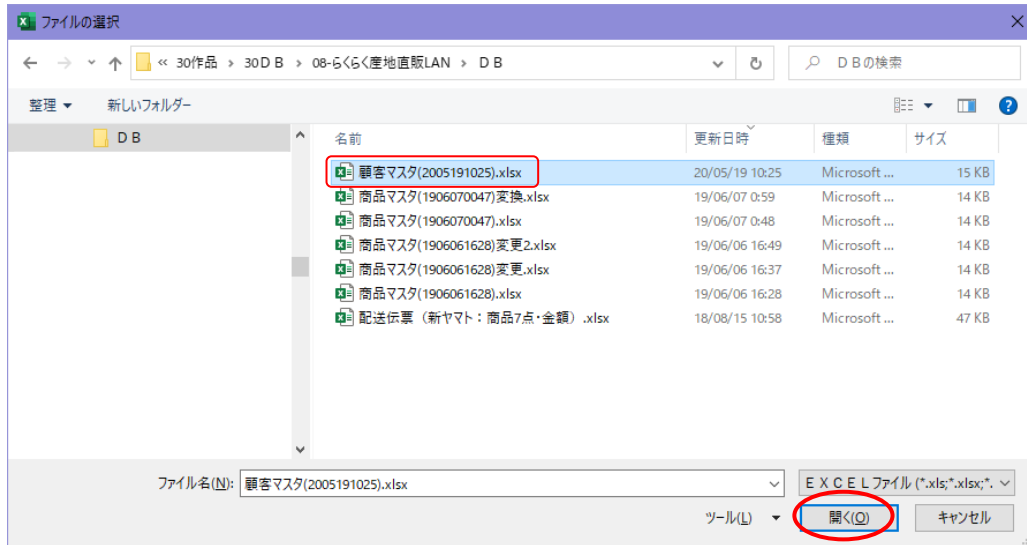 ファイルの選択
« 30作品 › 30ＤＢ › 08-らくらく産地直販LAN › ＤＢ
ＤＢの検索
整理 新しいフォルダー
ＤＢ
名前 更新日時 種類 サイズ
顧客マスタ(2005191025).xlsx 20/05/19 10:25 Microsoft ... 15 KB
商品マスタ(1906070047)変換.xlsx 19/06/07 0:59 Microsoft ... 14 KB
商品マスタ(1906070047).xlsx 19/06/07 0:48 Microsoft ... 14 KB
商品マスタ(1906061628)変更2.xlsx 19/06/06 16:49 Microsoft ... 14 KB
商品マスタ(1906061628)変更.xlsx 19/06/06 16:37 Microsoft ... 14 KB
商品マスタ(1906061628).xlsx 19/06/06 16:28 Microsoft ... 14 KB
配送伝票（新ヤマト：商品7点・金額）.xlsx 18/08/15 10:58 Microsoft ... 47 KB
ファイル名(N): 顧客マスタ(2005191025).xlsx ＥＸＣＥＬファイル (*.xls;*.xlsx;*.
ツール(L) 開く(O) キャンセル